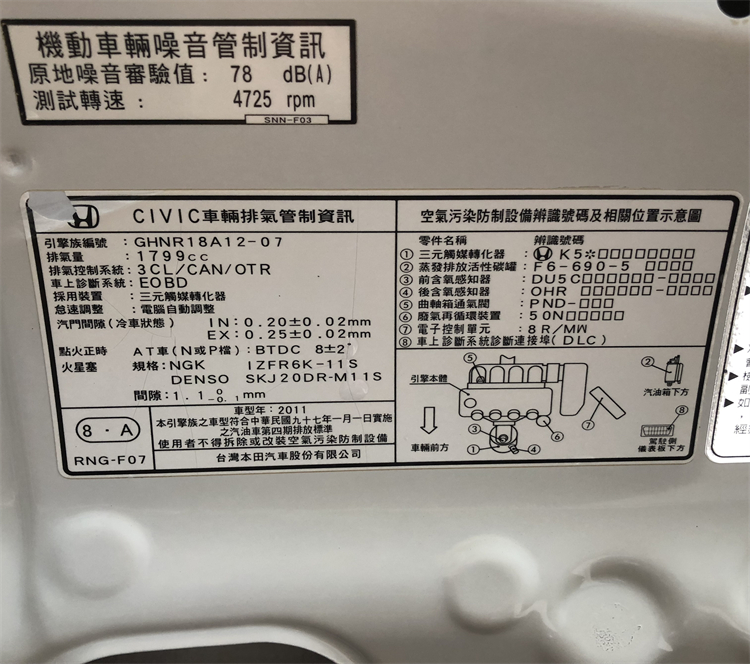 機動車輛噪音管制資訊
原地噪音審驗值: 78 dB(A)
測試轉速: 4725 rpm
SNN-F03
CIVIC車輛排氣管制資訊
引擎族編號:GHNR18A12-07
排氣量:1799cc
排氣控制系統:3CL/CAN/OTR
車上診斷系統:EOBD
採用裝置:三元觸媒轉化器
怠速調整:電腦自動調整
汽門間隙(冷車狀態) IN:0.20±0.02mm
EX:0.25±0.02mm
點火正時 AT車(N或P檔):BTDC 8±2°
火星塞 規格:NGK IZFR6K-11S
DENSO SKJ20DR-M11S
間隙:1.1 -0 -0.1 mm
8・A
RNG-F07
車型年:2011
本引擎族之車型符合中華民國九十七年一月一日實施
之汽油車第四期排放標準
使用者不得拆除或改裝空氣污染防制設備
台灣本田汽車股份有限公司
空氣污染防制設備辨識號碼及相關位置示意圖
零件名稱 辨識號碼
① 三元觸媒轉化器 K5*□□□□□□□□
② 蒸發排放活性碳罐:F6-690-5 □□□□
③ 前含氧感知器:DU5C□□□□□-□□□□
④ 後含氧感知器:OHR □□□□□-□□□□
⑤ 曲軸箱通氣閥:PND-□□□
⑥ 廢氣再循環裝置:50N□□□□□
⑦ 電子控制單元:8R/MW
⑧ 車上診斷系統診斷連接埠(DLC)
引擎本體
車輛前方
⑤
③
①
④
⑥
⑦
②
汽油箱下方
⑧
駕駛側
儀表板下方